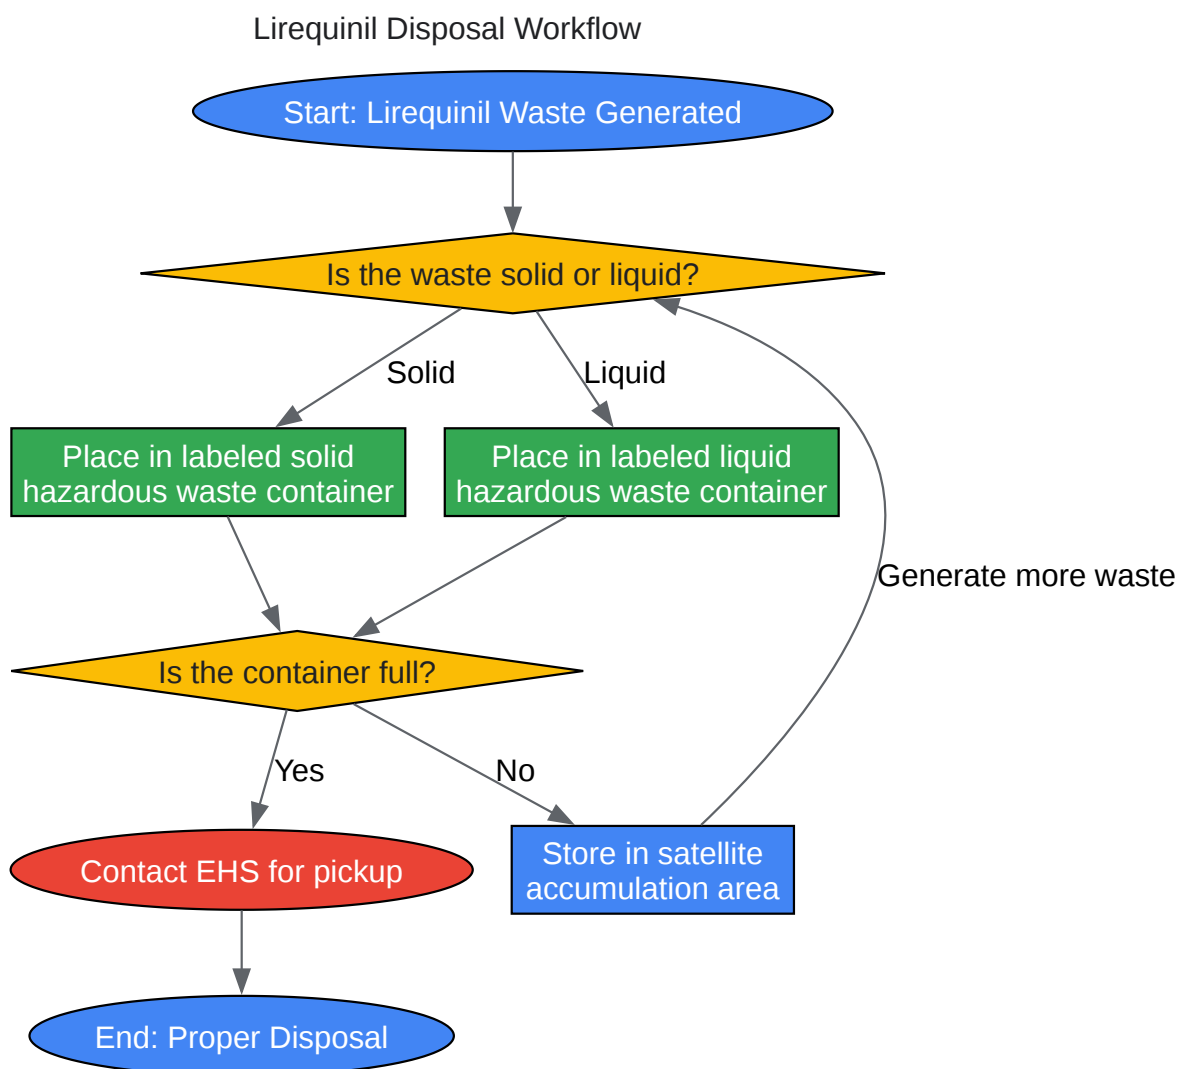 Lirequinil Disposal Workflow
Start: Lirequinil Waste Generated
Is the waste solid or liquid?
Solid
Liquid
Place in labeled solid
hazardous waste container
Place in labeled liquid
hazardous waste container
Generate more waste
Is the container full?
Yes
No
Contact EHS for pickup
Store in satellite
accumulation area
End: Proper Disposal